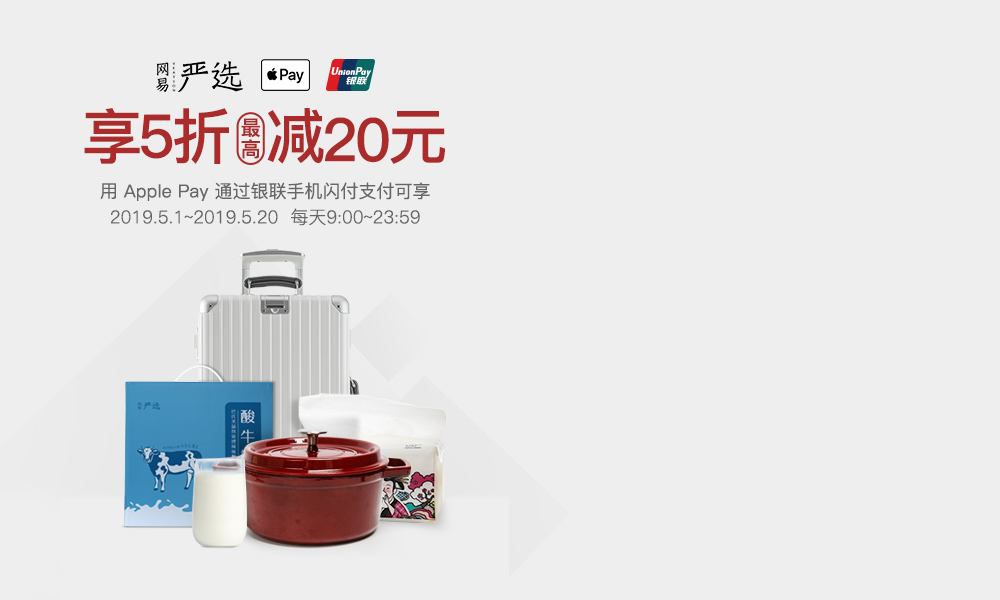 网易严选 Pay UnionPay 银联
享5折最高减20元
用 Apple Pay 通过银联手机闪付支付可享
2019.5.1~2019.5.20 每天9:00~23:59
严选
酸牛